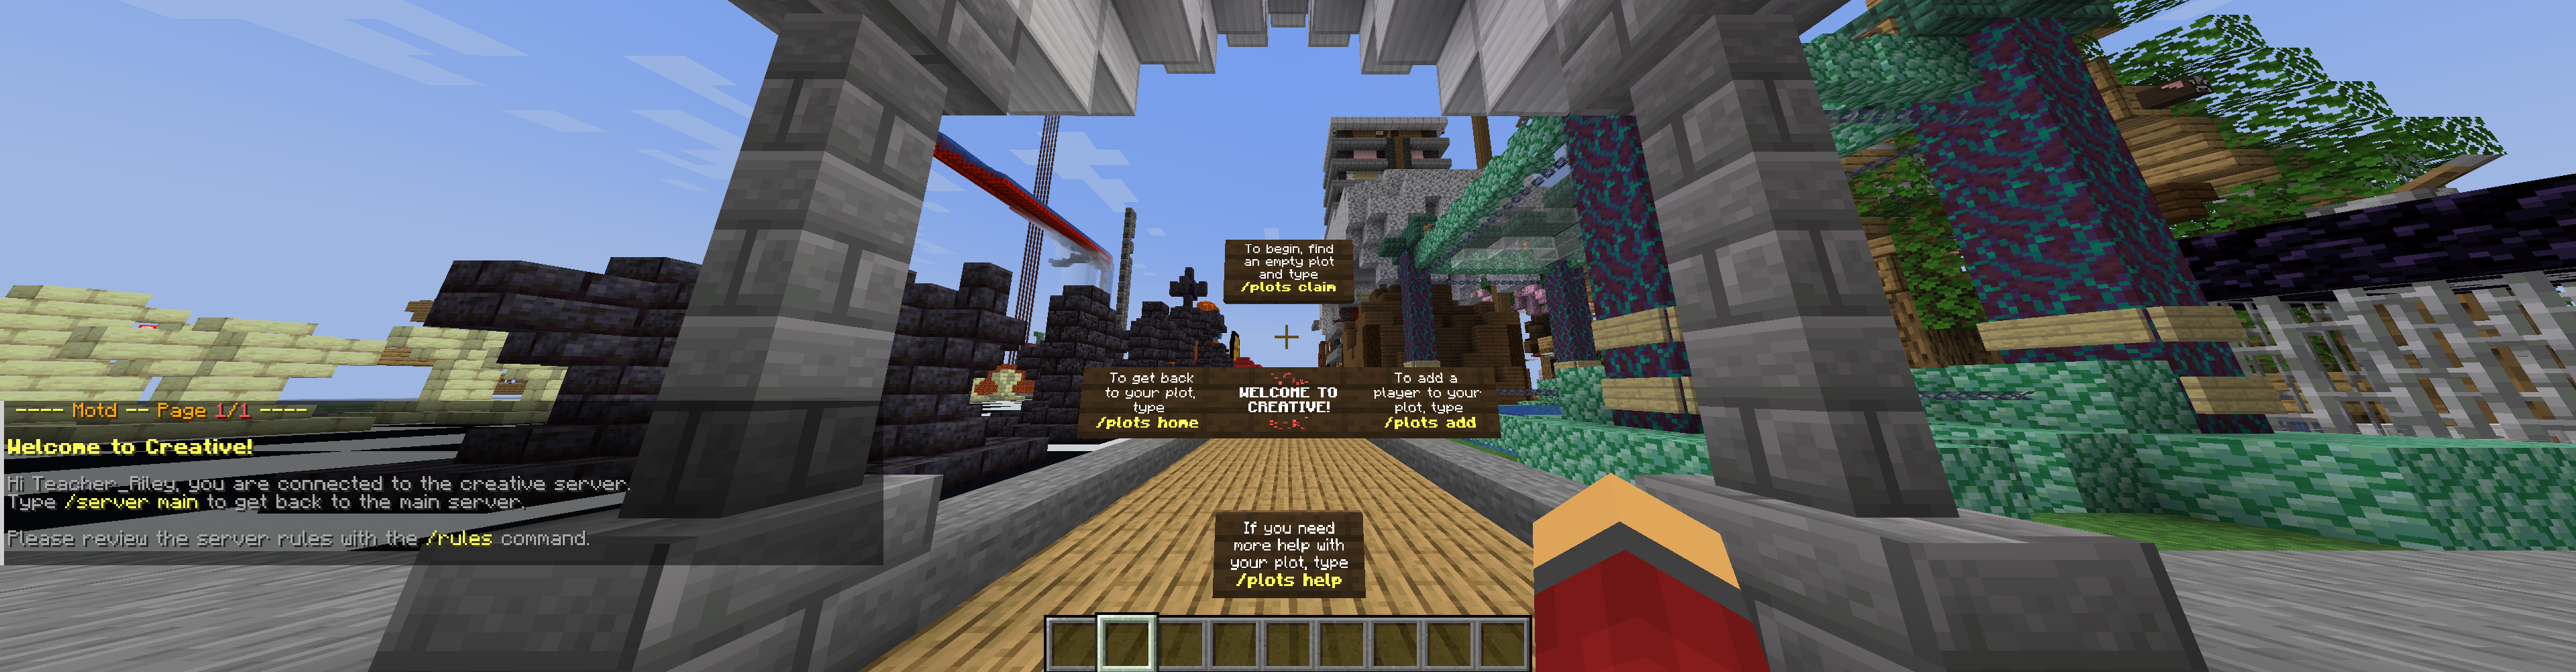 To begin, find
an empty plot
and type
/plots claim
To get back
to your plot,
type
/plots home
WELCOME TO
CREATIVE!
To add a
player to your
plot, type
/plots add
If you need
more help with
your plot, type
/plots help
---- Motd -- Page 1/1 ----
Welcome to Creative!
Hi Teacher_Riley, you are connected to the creative server.
Type /server main to get back to the main server.
Please review the server rules with the /rules command.